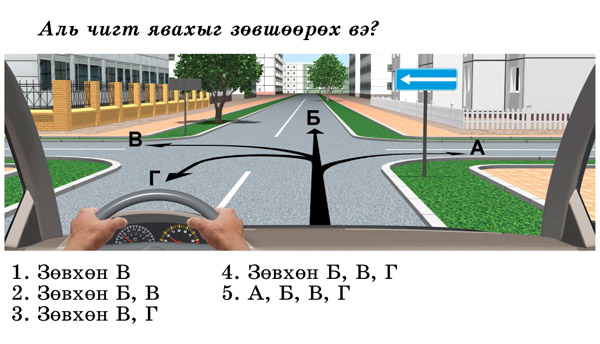 Аль чигт явахыг зөвшөөрөх вэ?
Б
В
А
Г
1. Зөвхөн В
2. Зөвхөн Б, В
3. Зөвхөн В, Г
4. Зөвхөн Б, В, Г
5. А, Б, В, Г